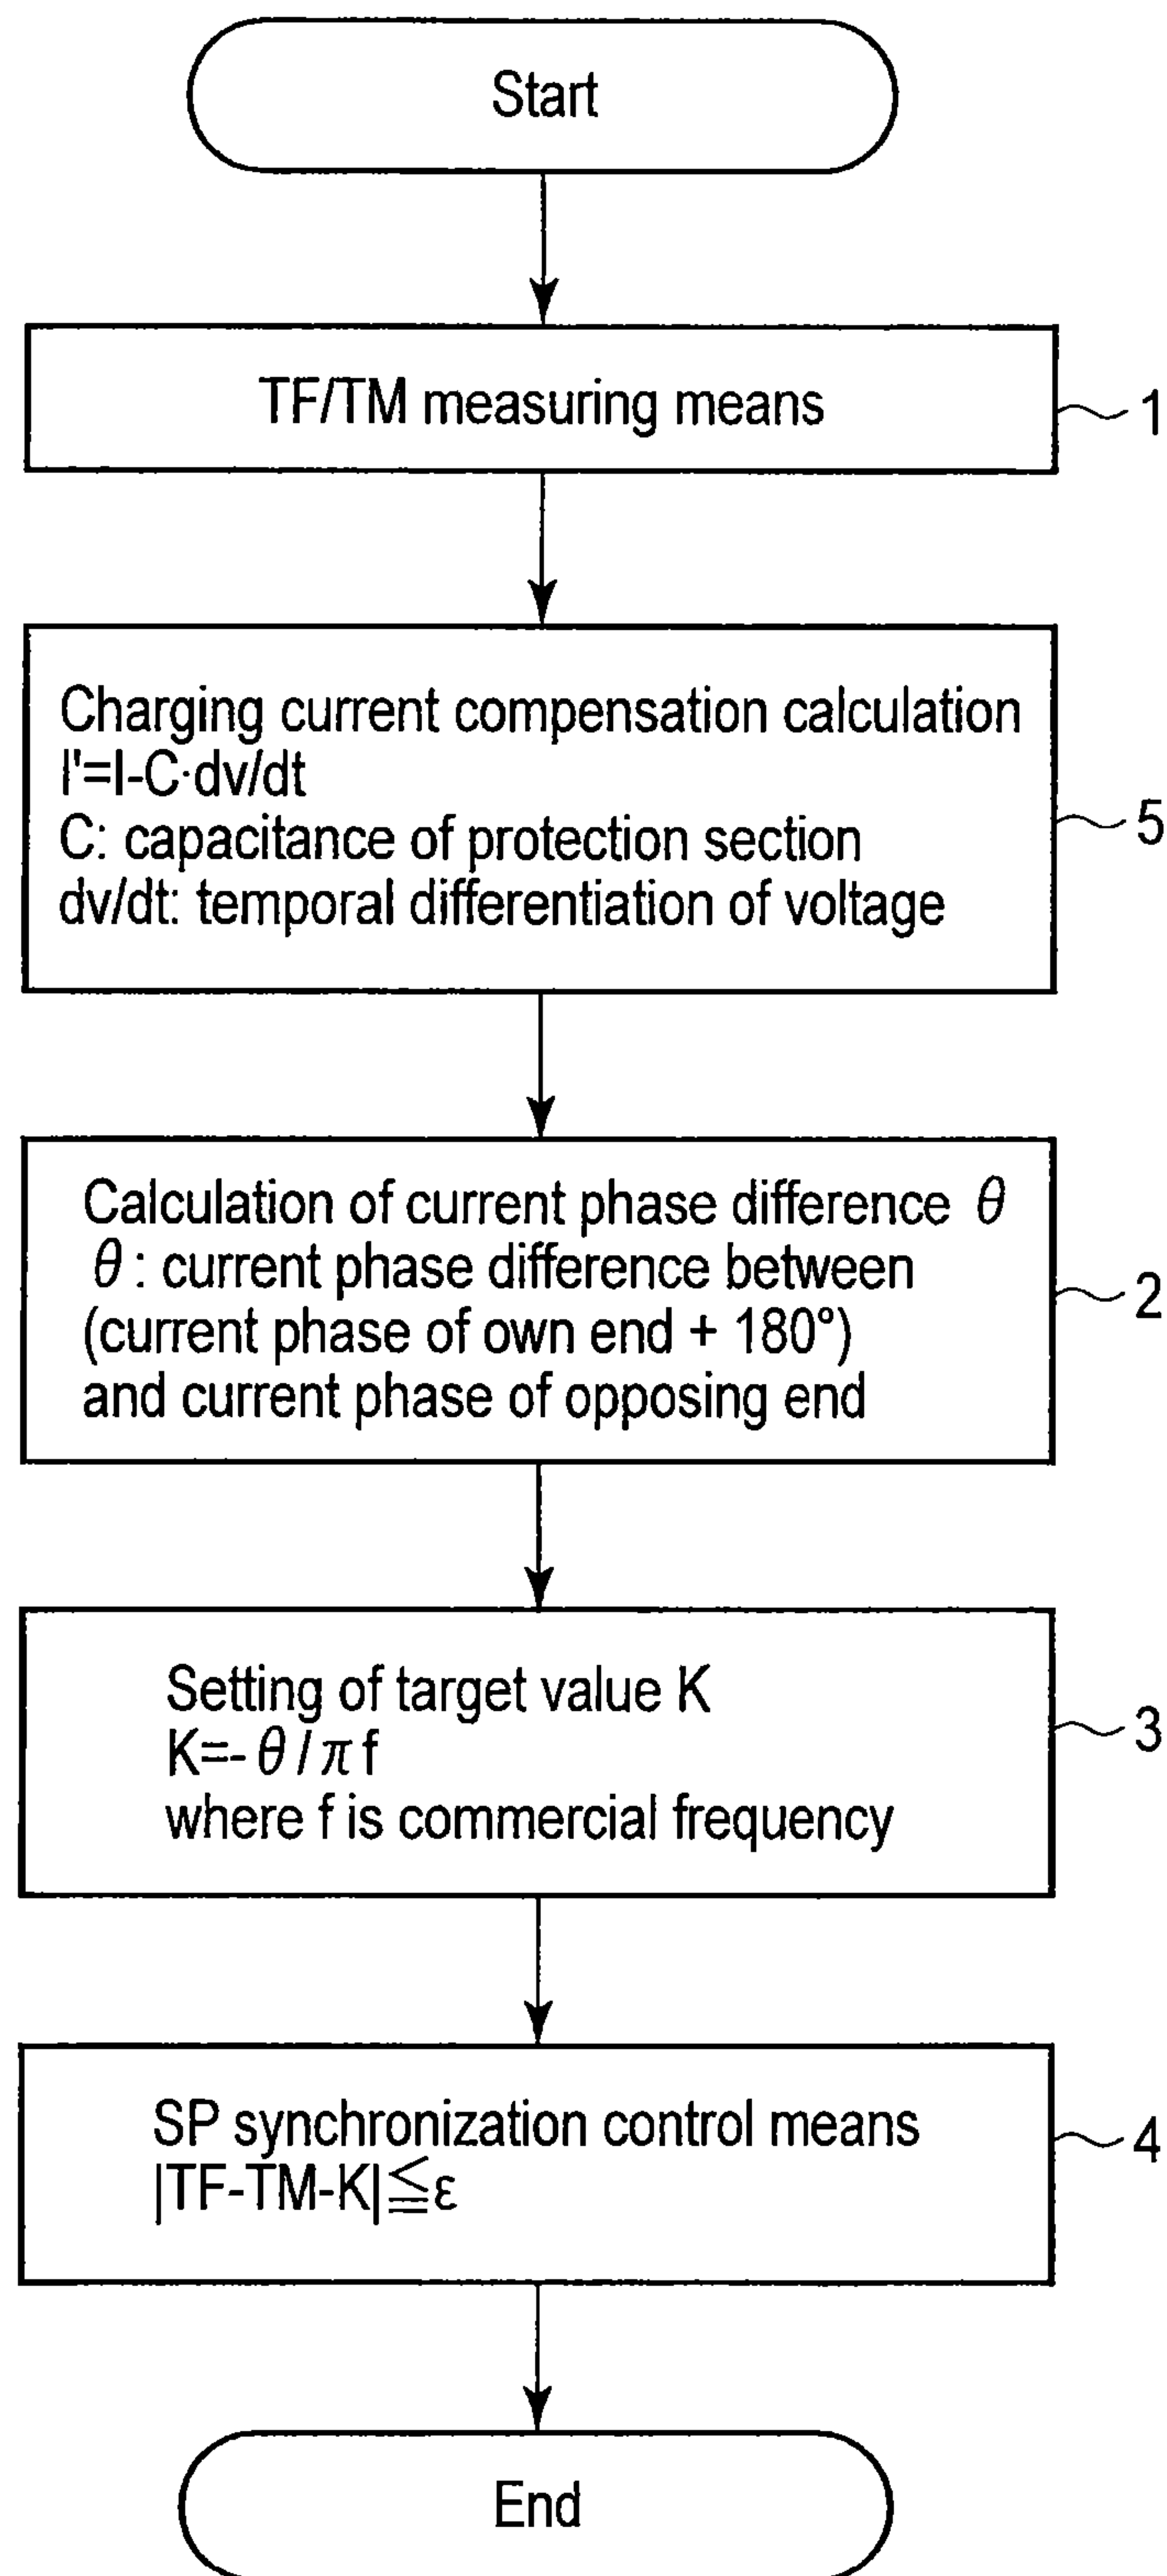 Start
TF/TM measuring means
1
Charging current compensation calculation
I'=I-C·dv/dt
C: capacitance of protection section
dv/dt: temporal differentiation of voltage
5
Calculation of current phase difference θ
θ: current phase difference between
(current phase of own end + 180°)
and current phase of opposing end
2
Setting of target value K
K=-θ/πf
where f is commercial frequency
3
SP synchronization control means
|TF-TM-K|≦ε
4
End